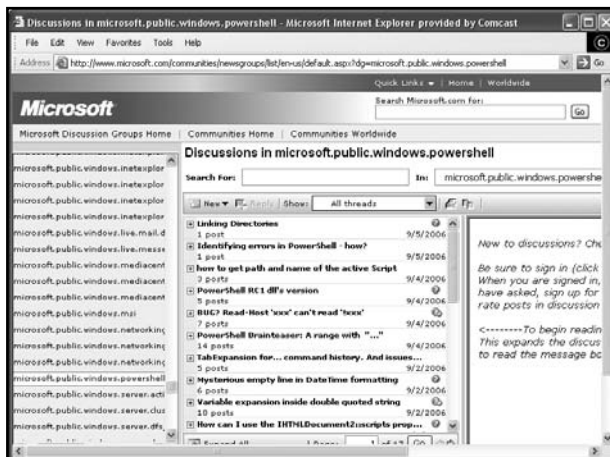 Discussions in microsoft.public.windows.powershell - Microsoft Internet Explorer provided by Comcast
File Edit View Favorites Tools Help
Address http://www.microsoft.com/communities/newsgroups/list/en-us/default.aspx?dg=microsoft.public.windows.powershell Go
Quick Links | Home | Worldwide
Microsoft
Search Microsoft.com for:
Go
Microsoft Discussion Groups Home | Communities Home | Communities Worldwide
microsoft.public.windows.inetexplor
microsoft.public.windows.inetexplor
microsoft.public.windows.inetexplor
microsoft.public.windows.inetexplor
microsoft.public.windows.live.mail.d
microsoft.public.windows.live.messe
microsoft.public.windows.mediacent
microsoft.public.windows.mediacent
microsoft.public.windows.mediacent
microsoft.public.windows.msi
microsoft.public.windows.networking
microsoft.public.windows.networking
microsoft.public.windows.networking
microsoft.public.windows.powershell
microsoft.public.windows.server.acti
microsoft.public.windows.server.clus
microsoft.public.windows.server.dfs_
Discussions in microsoft.public.windows.powershell
Search For: In: microsoft.public.windows.powershe
New Reply Show: All threads
Linking Directories
1 post 9/5/2006
Identifying errors in PowerShell - how?
1 post 9/5/2006
how to get path and name of the active Script
3 posts 9/4/2006
PowerShell RC1 dll's version
5 posts 9/4/2006
BUG? Read-Host 'xxx' can't read 'txxx'
7 posts 9/4/2006
PowerShell Brainteaser: A range with "..."
14 posts 9/4/2006
TabExpansion for... command history. And issues...
5 posts 9/2/2006
Mysterious empty line in DateTime formatting
6 posts 9/2/2006
Variable expansion inside double quoted string
10 posts 9/2/2006
How can I use the IHTMLDocument2::scripts prop...
Expand All Page: 1 of Go
New to discussions? Che
Be sure to sign in (click
When you are signed in,
have asked, sign up for
rate posts in discussion
<--------To begin readin
This expands the discus
to read the message bo